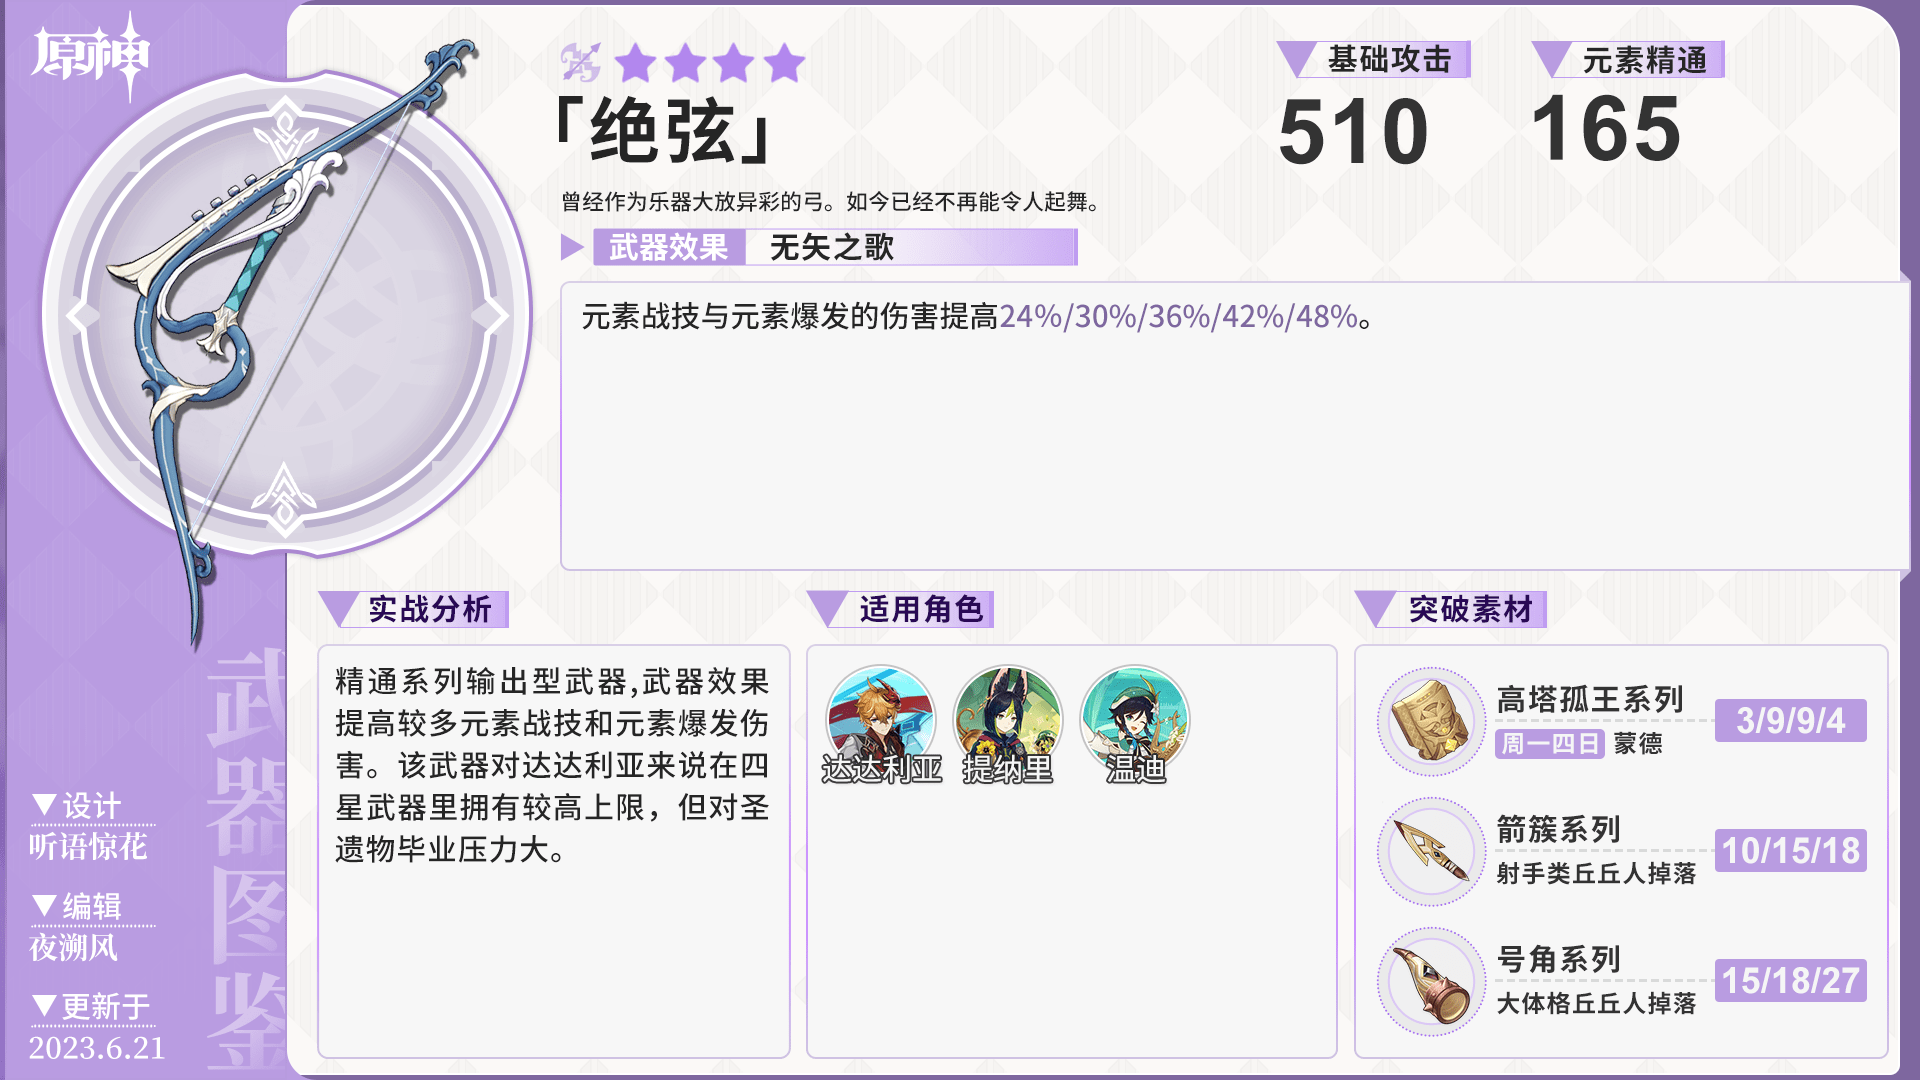 原神
「绝弦」
曾经作为乐器大放异彩的弓。如今已经不再能令人起舞。
基础攻击
510
元素精通
165
武器效果 无矢之歌
元素战技与元素爆发的伤害提高24%/30%/36%/42%/48%。
实战分析
精通系列输出型武器,武器效果
提高较多元素战技和元素爆发伤
害。该武器对达达利亚来说在四
星武器里拥有较高上限，但对圣
遗物毕业压力大。
适用角色
达达利亚
提纳里
温迪
突破素材
高塔孤王系列
周一四日 蒙德
3/9/9/4
箭簇系列
射手类丘丘人掉落
10/15/18
号角系列
大体格丘丘人掉落
15/18/27
武器图鉴
▼设计
听语惊花
▼编辑
夜溯风
▼更新于
2023.6.21